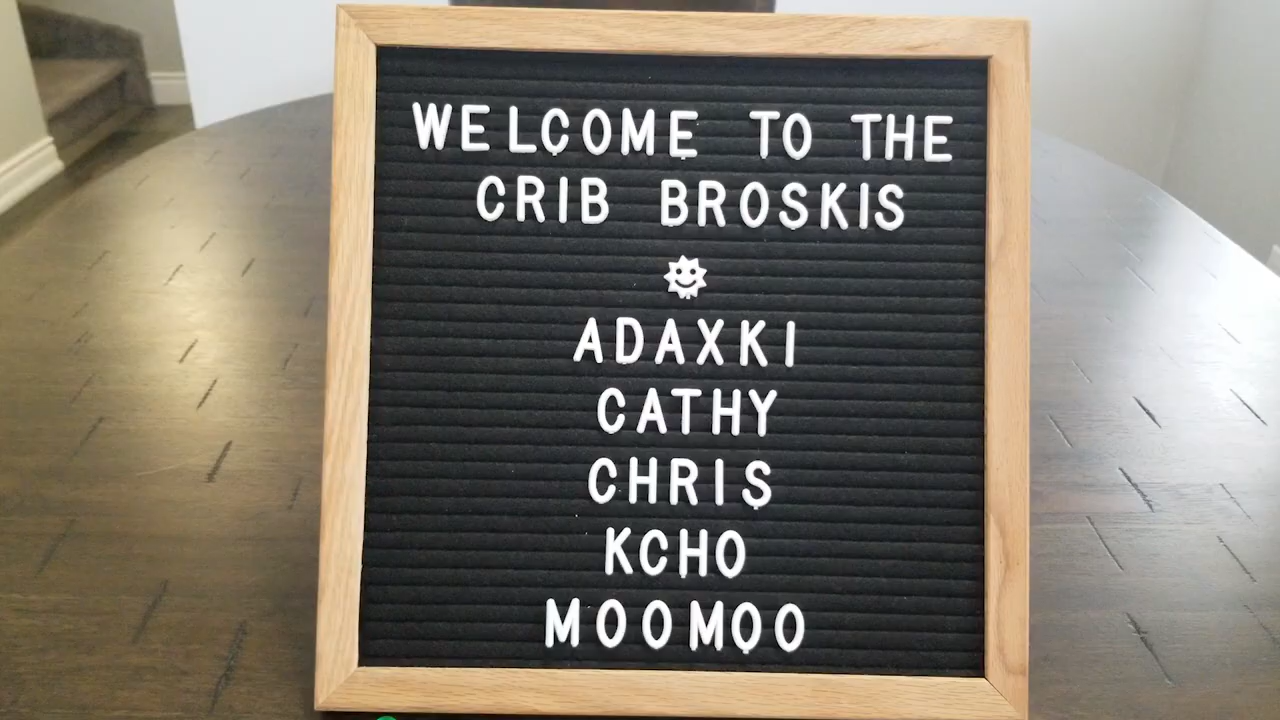 WELCOME TO THE
CRIB BROSKIS
ADAXKI
CATHY
CHRIS
KCHO
MOOMOO